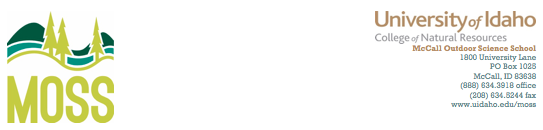 MOSS
University of Idaho
College of Natural Resources
McCall Outdoor Science School
1800 University Lane
PO Box 1025
McCall, ID 83638
(888) 634.3918 office
(208) 634.5244 fax
www.uidaho.edu/moss